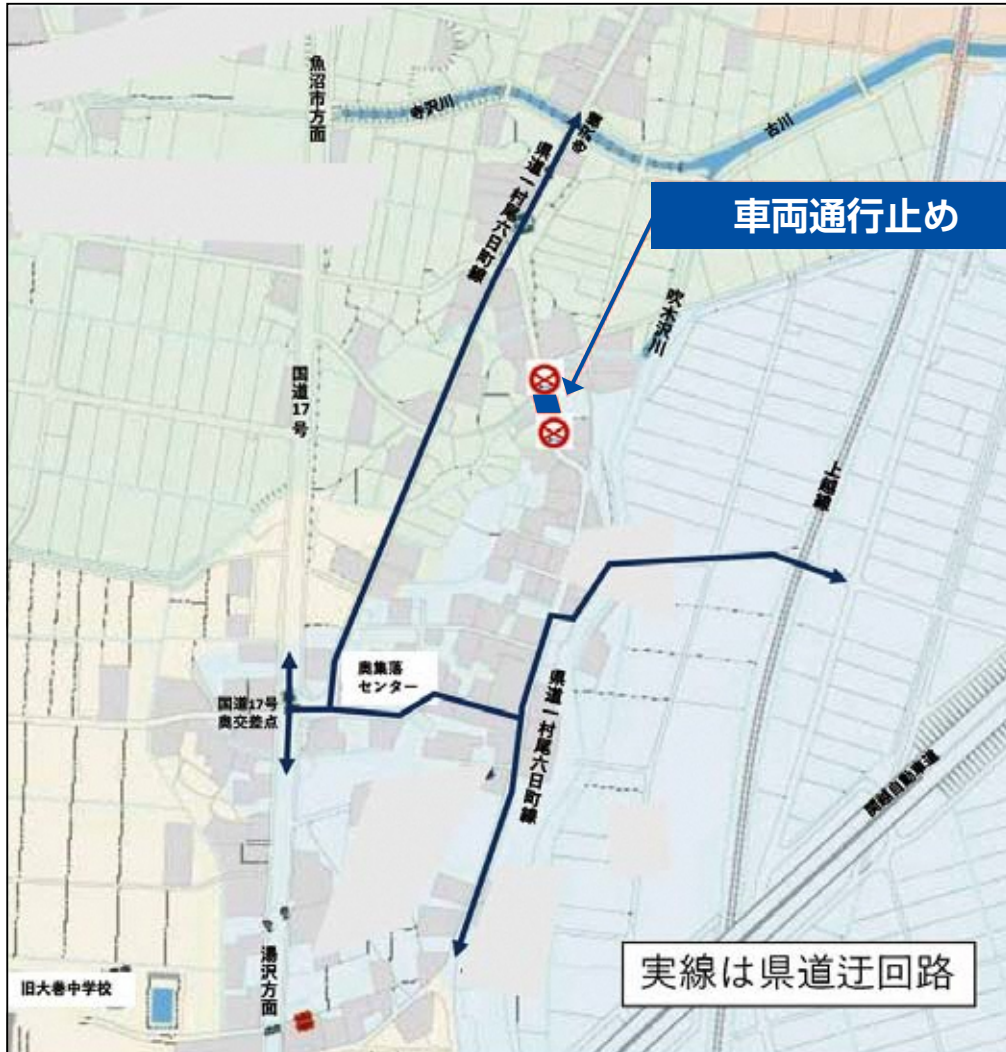 魚沼市方面
寺沢川
寺沢橋
古川
県道一村尾六日町線
車両通行止め
吹木沢川
国道17号
上越線
奥集落
センター
国道17号
奥交差点
県道一村尾六日町線
関越自動車道
湯沢方面
旧大巻中学校
実線は県道迂回路